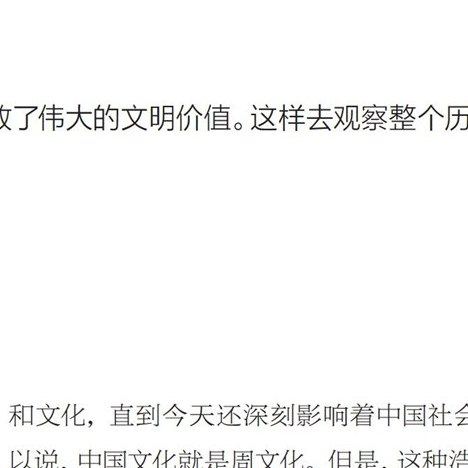 了伟大的文明价值。这样去观察整个历
和文化，直到今天还深刻影响着中国社会
以说，中国文化就是周文化。但是，这种浩